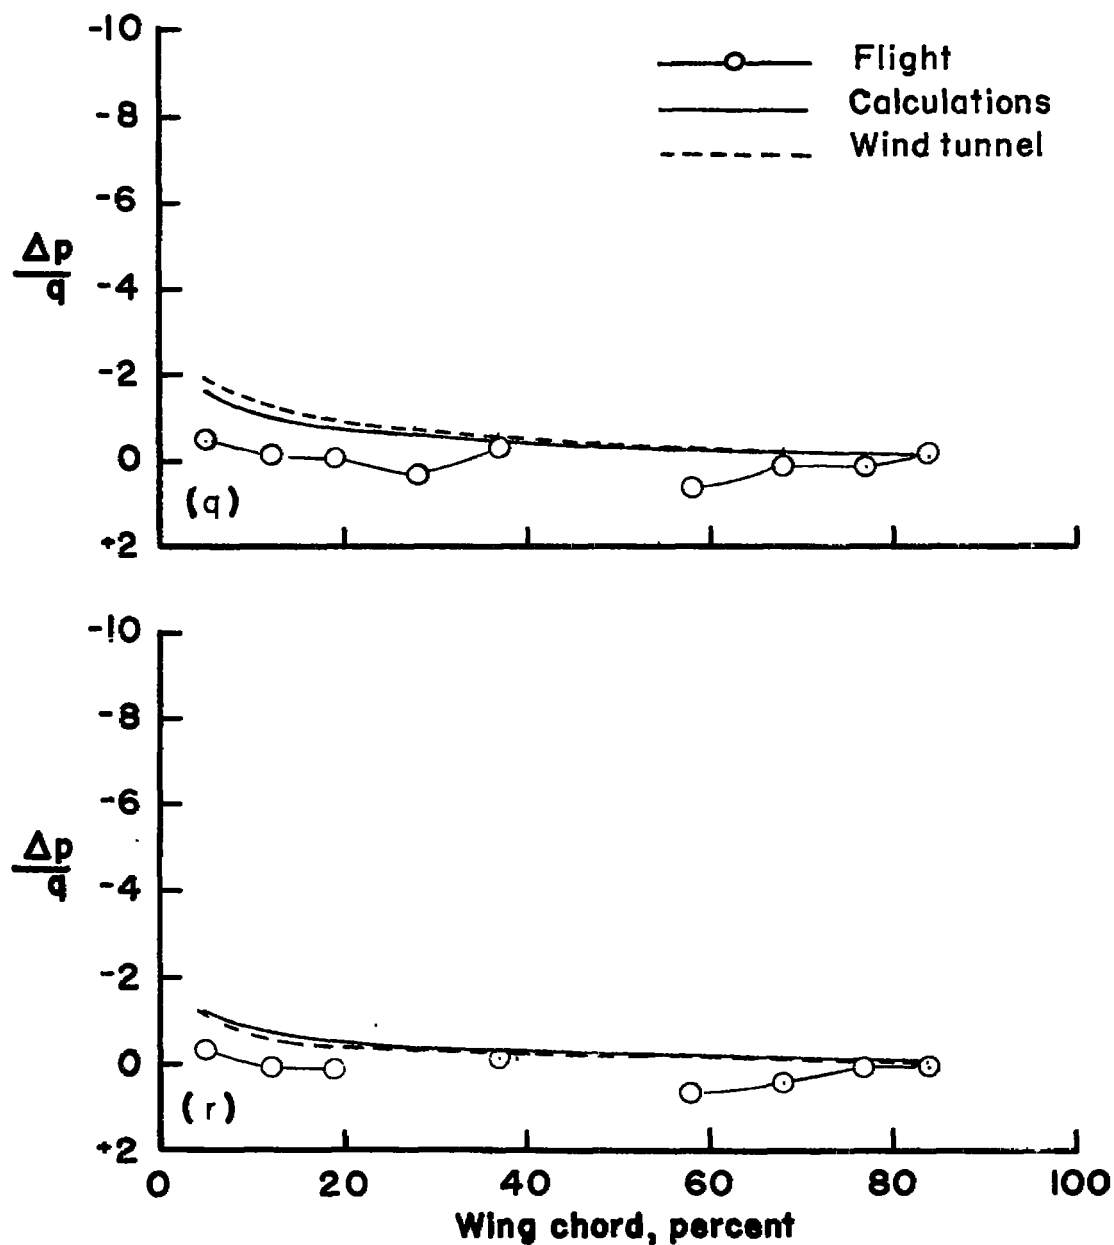 -10
Flight
Calculations
-8
Wind tunnel
-6
Δp
q
-4
-2
0
(q)
+2
-10
-8
-6
Δp
q
-4
-2
0
(r)
+2
0 20 40 60 80 100
Wing chord, percent